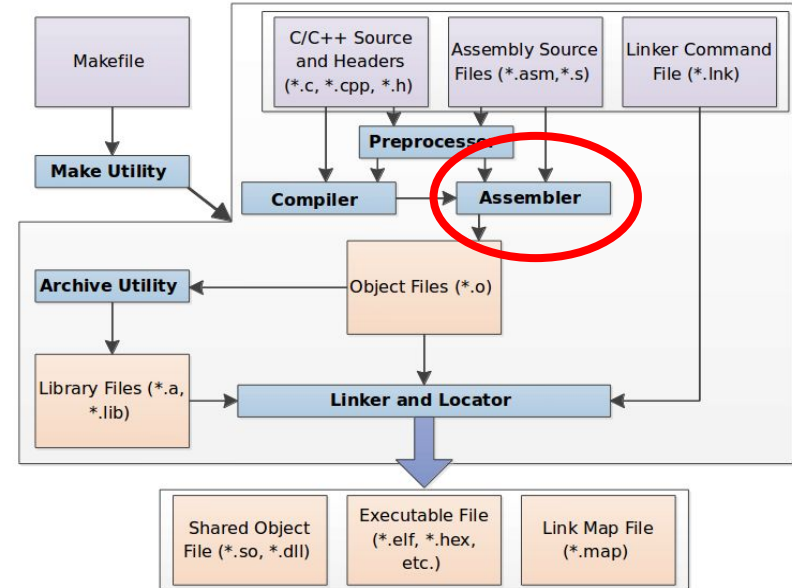 C/C++ Source
and Headers
(*.c, *.cpp, *.h)
Assembly Source
Files (*.asm,*.s)
Linker Command
File (*.lnk)
Makefile
Preprocessor
Make Utility
Compiler
Assembler
Archive Utility
Object Files (*.o)
Library Files (*.a,
*.lib)
Linker and Locator
Shared Object
File (*.so, *.dll)
Executable File
(*.elf, *.hex,
etc.)
Link Map File
(*.map)